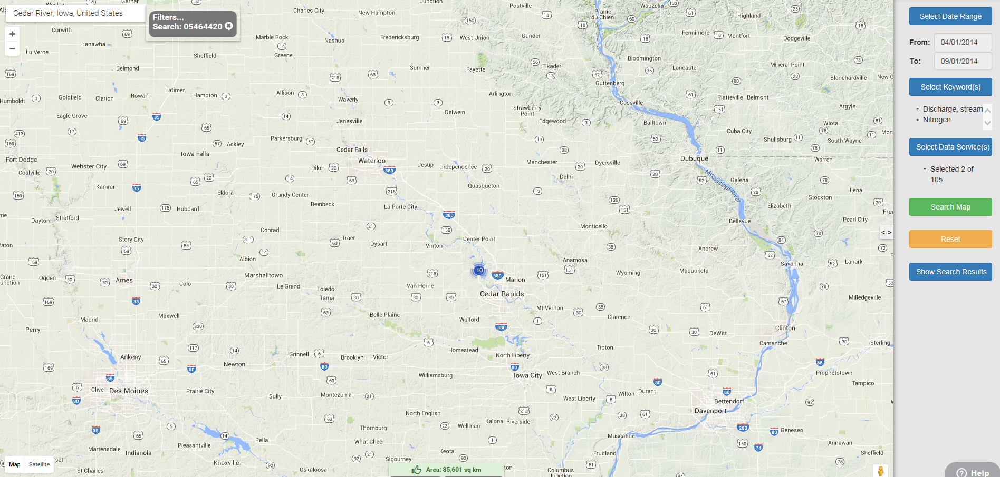 Cedar River, Iowa, United States
Filters...
Search: 05464420
+
−
Garner
Charles City
New Hampton
Junction
Postville
Prairie
du Chien
Wauzeka
Highland
Corwith
Kanawha
Lu Verne
Marble Rock
Greene
Nashua
Fredericksburg
West Union
Gunder
Fennimore
Montfort
Dodgeville
Sheffield
Belmond
Sumner
Fayette
Elkader
Bloomington
Lancaster
Mineral Point
Guttenberg
Blanchardville
New G
Humboldt
Goldfield
Clarion
Rowan
Latimer
Hampton
Allison
Waverly
Arlington
Cassville
Platteville
Belmont
Eagle Grove
Oelwein
Strawberry
Point
Argyle
Janesville
Edgewood
Balltown
Wiota
Cuba City
Parkersburg
Ackley
Shullsburg
South Wayne
Mon
Iowa Falls
Cedar Falls
Waterloo
Fort Dodge
Coalville
Webster City
Dike
Jesup
Independence
Manchester
Dyersville
Dubuque
Warren
Mississippi River
Kamrar
Eldora
Grundy Center
Reinbeck
Quasqueton
Delhi
Galena
Lena
Stockton
Jewell
Hubbard
La Porte City
Elizabeth
Free
Dayton
Stratford
Conrad
Monticello
Bellevue
Pearl City
Story City
Traer
Dysart
Vinton
Center Point
Andrew
Albion
Anamosa
Savanna
Lanark
Ogden
Ames
Colo
Marshalltown
Le Grand
Toledo
Tama
Van Horne
10
Marion
Cedar Rapids
Wyoming
Maquoketa
Grand
unction
Milledgeville
Madrid
Maxwell
Belle Plaine
Walford
Mt Vernon
Clarence
Perry
DeWitt
Clinton
Camanche
Sterling
Homestead
Tipton
Ankeny
Newton
Grinnell
Brooklyn
Victor
North Liberty
Iowa City
West Branch
Williamsburg
Prophetstown
Tampico
Clive
Des Moines
Prairie City
Sully
Montezuma
West Liberty
Wilton
Durant
Bettendorf
Davenport
North English
Kalona
Riverside
Wellman
Thornburg
What Cheer
Pella
Pleasantville
Martensdale
Indianola
Muscatine
Geneseo
Annawan
Sheffield
Keota
Fruitland
Knoxville
Sigourney
Oskaloosa
St Charles
Columbus
Junction
Map
Satellite
Area: 85,601 sq km
< >
Select Date Range
From: 04/01/2014
To: 09/01/2014
Select Keyword(s)
Discharge, stream
Nitrogen
Select Data Service(s)
Selected 2 of
105
Search Map
Reset
Show Search Results
Help